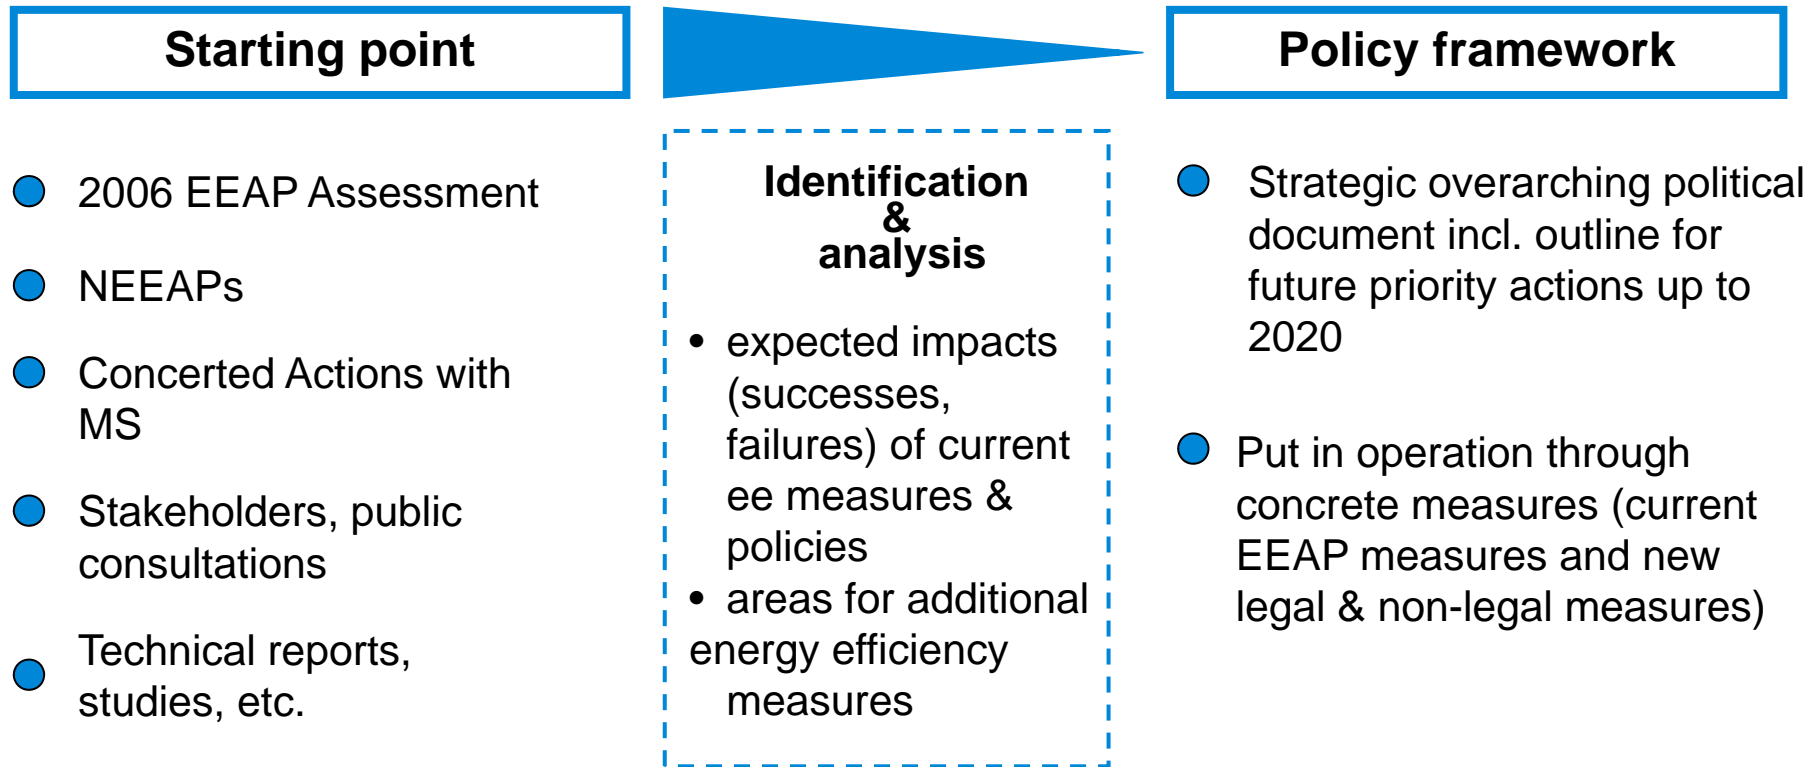 Starting point
2006 EEAP Assessment
NEEAPs
Concerted Actions with
MS
Stakeholders, public
consultations
Technical reports,
studies, etc.
Identification
&
analysis
• expected impacts
(successes,
failures) of current
ee measures &
policies
• areas for additional
energy efficiency
measures
Policy framework
Strategic overarching political
document incl. outline for
future priority actions up to
2020
Put in operation through
concrete measures (current
EEAP measures and new
legal & non-legal measures)